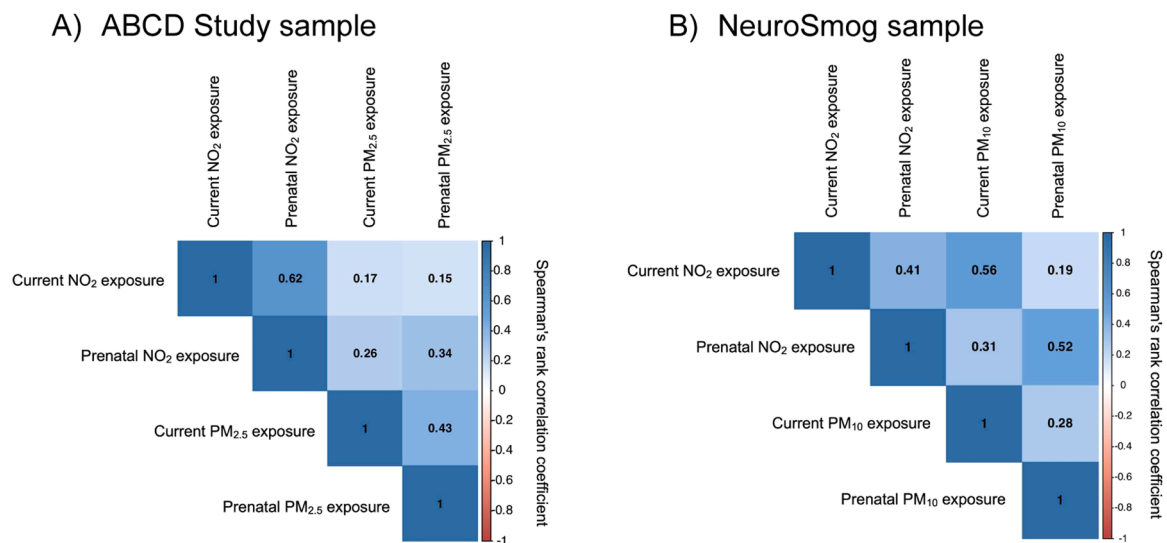 A) ABCD Study sample
Current NO₂ exposure
Prenatal NO₂ exposure
Current PM₂.₅ exposure
Prenatal PM₂.₅ exposure
Current NO₂ exposure
1
0.62
0.17
0.15
Prenatal NO₂ exposure
1
0.26
0.34
Current PM₂.₅ exposure
1
0.43
Prenatal PM₂.₅ exposure
1
1
0.8
0.6
0.4
0.2
0
-0.2
-0.4
-0.6
-0.8
-1
Spearman's rank correlation coefficient
B) NeuroSmog sample
Current NO₂ exposure
Prenatal NO₂ exposure
Current PM₁₀ exposure
Prenatal PM₁₀ exposure
Current NO₂ exposure
1
0.41
0.56
0.19
Prenatal NO₂ exposure
1
0.31
0.52
Current PM₁₀ exposure
1
0.28
Prenatal PM₁₀ exposure
1
1
0.8
0.6
0.4
0.2
0
-0.2
-0.4
-0.6
-0.8
-1
Spearman's rank correlation coefficient